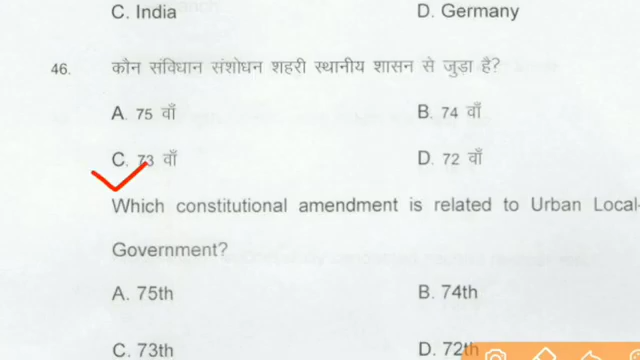 C. India D. Germany
46. कौन संविधान संशोधन शहरी स्थानीय शासन से जुड़ा है?
A. 75 वाँ B. 74 वाँ
C. 73 वाँ D. 72 वाँ
Which constitutional amendment is related to Urban Local-
Government?
A. 75th B. 74th
C. 73th D. 72th